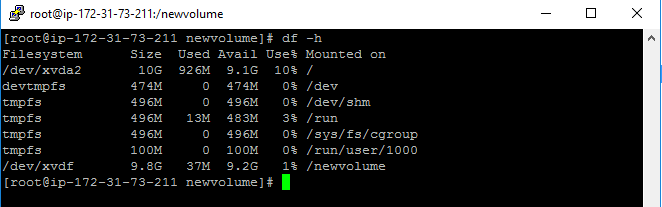 root@ip-172-31-73-211:/newvolume
[root@ip-172-31-73-211 newvolume]# df -h
Filesystem      Size  Used Avail Use% Mounted on
/dev/xvda2       10G  926M  9.1G  10% /
devtmpfs        474M     0  474M   0% /dev
tmpfs           496M     0  496M   0% /dev/shm
tmpfs           496M   13M  483M   3% /run
tmpfs           496M     0  496M   0% /sys/fs/cgroup
tmpfs           100M     0  100M   0% /run/user/1000
/dev/xvdf       9.8G   37M  9.2G   1% /newvolume
[root@ip-172-31-73-211 newvolume]#